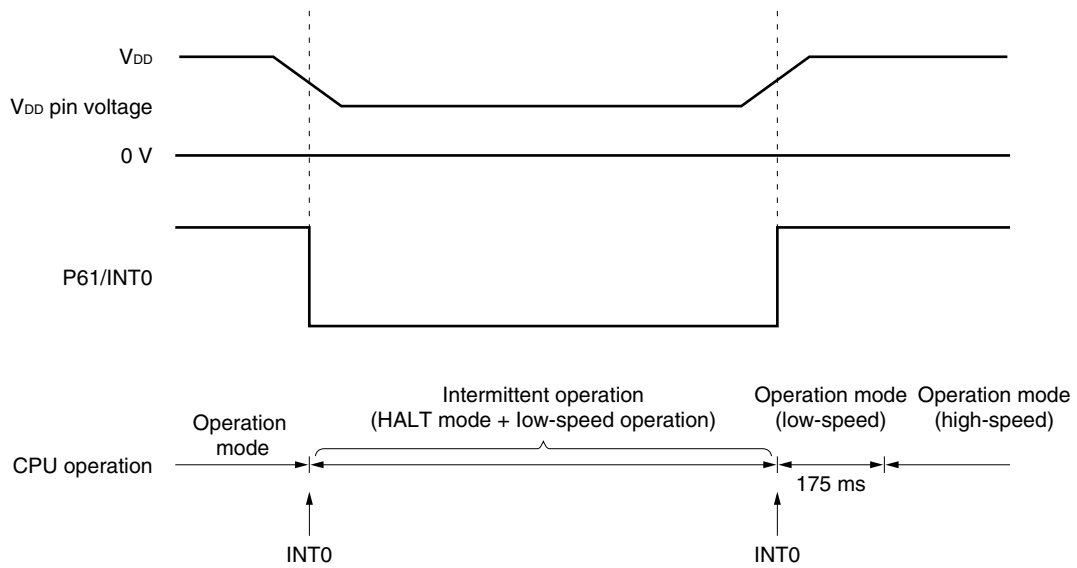 VDD
VDD pin voltage
0 V
P61/INT0
Intermittent operation
(HALT mode + low-speed operation)
Operation mode
(low-speed)
Operation mode
(high-speed)
Operation
mode
CPU operation
175 ms
INT0
INT0